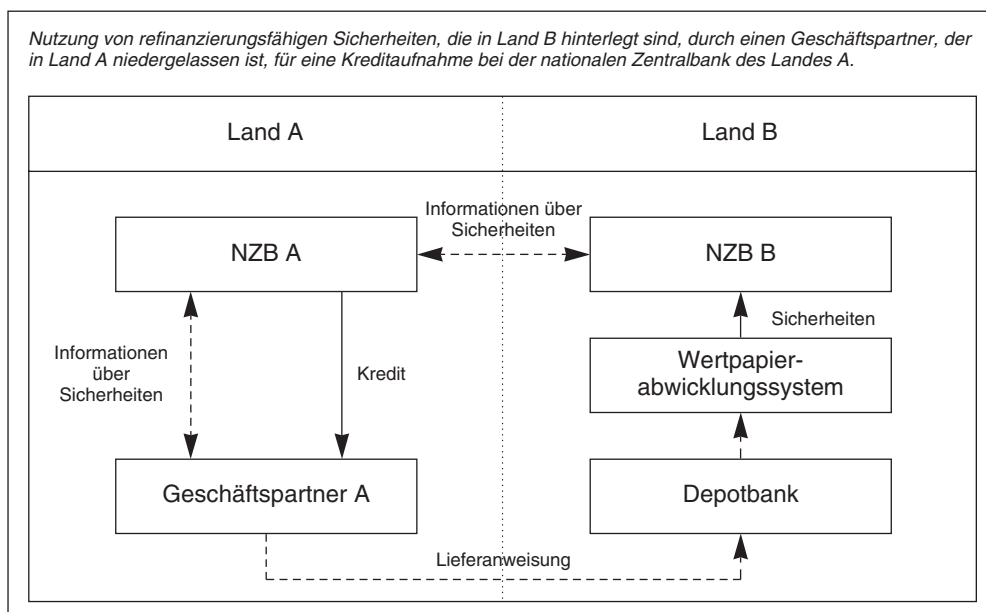 Nutzung von refinanzierungsfähigen Sicherheiten, die in Land B hinterlegt sind, durch einen Geschäftspartner, der
in Land A niedergelassen ist, für eine Kreditaufnahme bei der nationalen Zentralbank des Landes A.
Land A
Land B
Informationen über
Sicherheiten
NZB A
NZB B
Informationen
über
Sicherheiten
Kredit
Sicherheiten
Wertpapier-
abwicklungssystem
Geschäftspartner A
Depotbank
Lieferanweisung